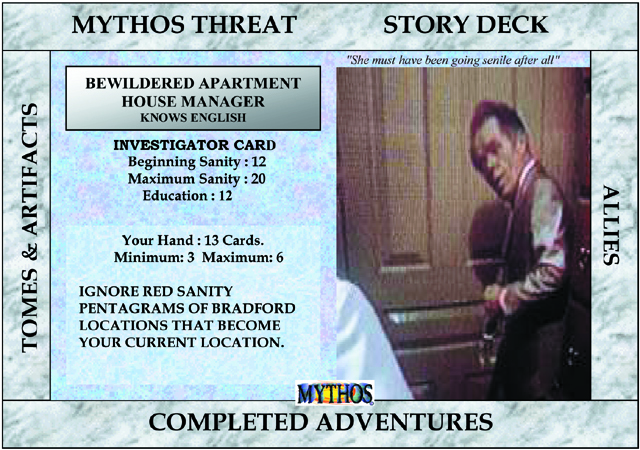 MYTHOS THREAT STORY DECK
"She must have been going senile after all"
TOMES & ARTIFACTS
BEWILDERED APARTMENT
HOUSE MANAGER
KNOWS ENGLISH
INVESTIGATOR CARD
Beginning Sanity : 12
Maximum Sanity : 20
Education : 12
Your Hand : 13 Cards.
Minimum: 3 Maximum: 6
IGNORE RED SANITY
PENTAGRAMS OF BRADFORD
LOCATIONS THAT BECOME
YOUR CURRENT LOCATION.
ALLIES
MYTHOS
COMPLETED ADVENTURES